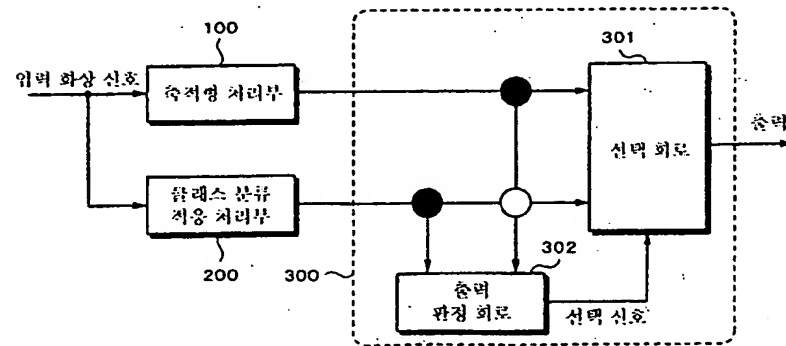 100
입력 화상 신호
축적형 처리부
301
선택 회로
출력
클래스 분류
적응 처리부
200
300
302
출력
판정 회로
선택 신호